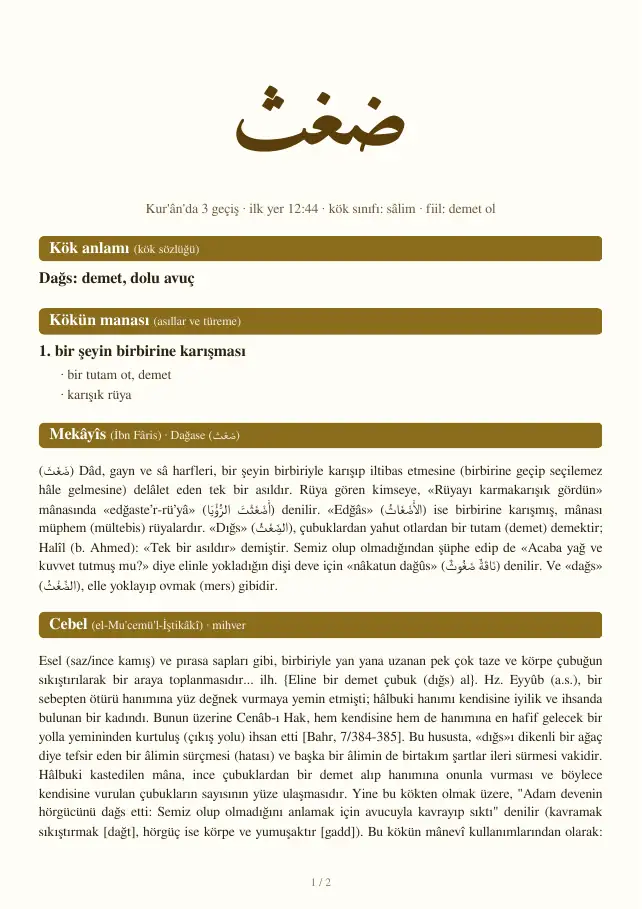 ضغث
Kur'ân'da 3 geçiş · ilk yer 12:44 · kök sınıfı: sâlim · fiil: demet ol
Kök anlamı (kök sözlüğü)
Dağs: demet, dolu avuç
Kökün manası (asıllar ve türeme)
1. bir şeyin birbirine karışması
· bir tutam ot, demet
· karışık rüya
Mekâyîs (İbn Fâris) · Dağase (ضَغَثَ)
(ضَغَثَ) Dâd, gayn ve sâ harfleri, bir şeyin birbiriyle karışıp iltibas etmesine (birbirine geçip seçilemez
hâle gelmesine) delâlet eden tek bir asıldır. Rüya gören kimseye, «Rüyayı karmakarışık gördün»
mânasında «edğaste'r-rü'yâ» (أَضْغَثْتَ الرُّؤْيَا) denilir. «Edğâs» (الأَضْغَاثُ) ise birbirine karışmış, mânası
müphem (mültebis) rüyalardır. «Dığs» (الضِّغْثُ), çubuklardan yahut otlardan bir tutam (demet) demektir;
Halîl (b. Ahmed): «Tek bir asıldır» demiştir. Semiz olup olmadığından şüphe edip de «Acaba yağ ve
kuvvet tutmuş mu?» diye elinle yokladığın dişi deve için «nâkatun dağûs» (نَاقَةٌ ضَغُوثٌ) denilir. Ve «dağs»
(الضَّغْثُ), elle yoklayıp ovmak (mers) gibidir.
Cebel (el-Mu'cemü'l-İştikâkî) · mihver
Esel (saz/ince kamış) ve pırasa sapları gibi, birbiriyle yan yana uzanan pek çok taze ve körpe çubuğun
sıkıştırılarak bir araya toplanmasıdır... ilh. {Eline bir demet çubuk (dığs) al}. Hz. Eyyûb (a.s.), bir
sebepten ötürü hanımına yüz değnek vurmaya yemin etmişti; hâlbuki hanımı kendisine iyilik ve ihsanda
bulunan bir kadındı. Bunun üzerine Cenâb-ı Hak, hem kendisine hem de hanımına en hafif gelecek bir
yolla yemininden kurtuluş (çıkış yolu) ihsan etti [Bahr, 7/384-385]. Bu hususta, «dığs»ı dikenli bir ağaç
diye tefsir eden bir âlimin sürçmesi (hatası) ve başka bir âlimin de birtakım şartlar ileri sürmesi vakidir.
Hâlbuki kastedilen mâna, ince çubuklardan bir demet alıp hanımına onunla vurması ve böylece
kendisine vurulan çubukların sayısının yüze ulaşmasıdır. Yine bu kökten olmak üzere, "Adam devenin
hörgücünü dağs etti: Semiz olup olmadığını anlamak için avucuyla kavrayıp sıktı" denilir (kavramak
sıkıştırmak [dağt], hörgüç ise körpe ve yumuşaktır [gadd]). Bu kökün mânevî kullanımlarından olarak:
1 / 2